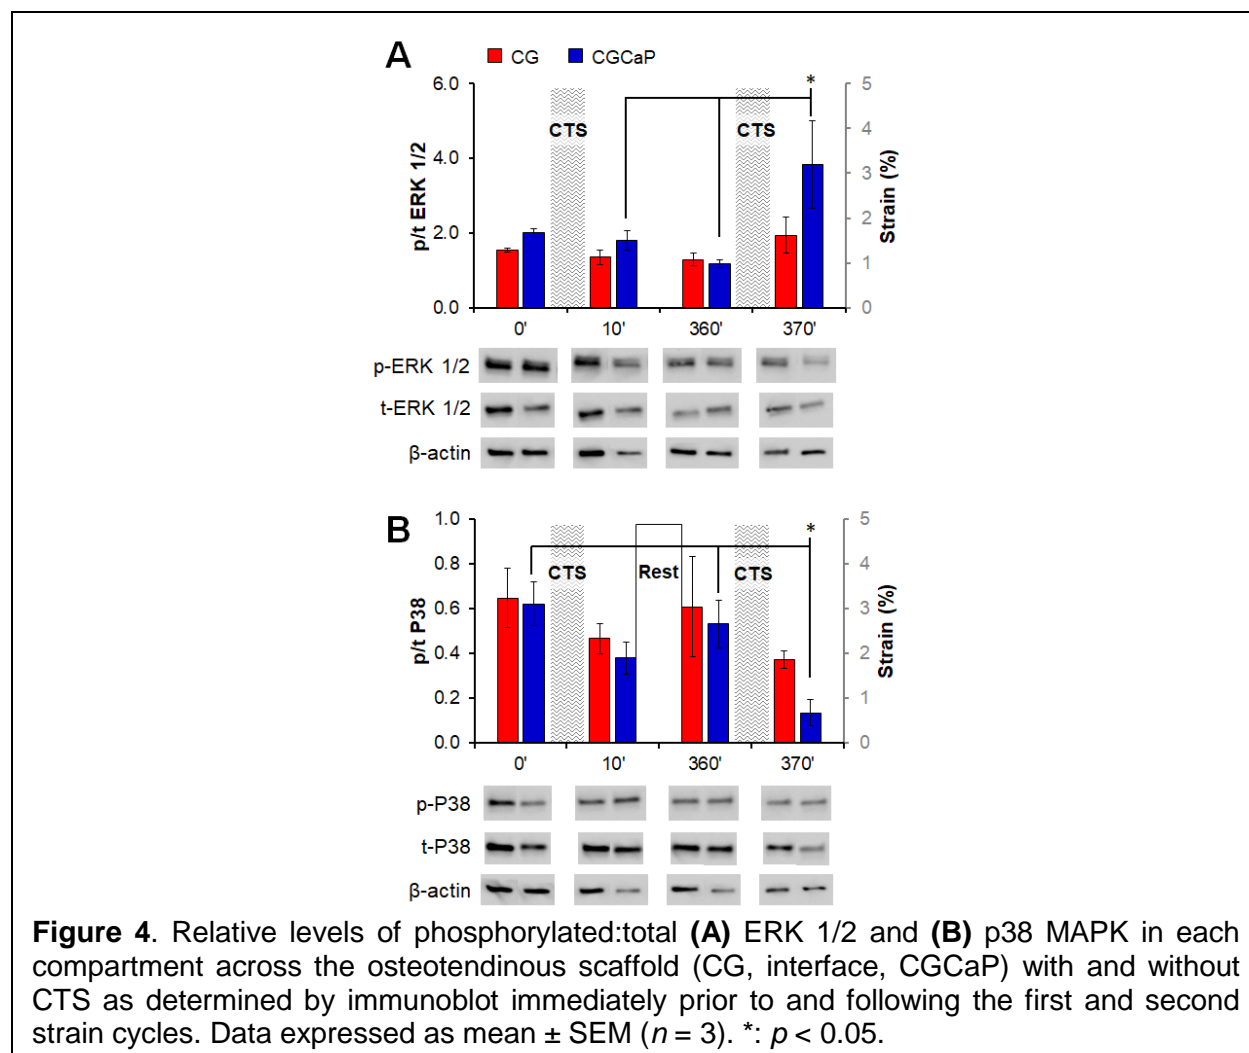 A
CG CGCaP
6.0
4.0
2.0
0.0
p/t ERK 1/2
CTS
CTS
*
5
4
3
2
1
0
Strain (%)
0' 10' 360' 370'
p-ERK 1/2
t-ERK 1/2
β-actin
B
1.0
0.8
0.6
0.4
0.2
0.0
p/t P38
CTS
Rest
CTS
*
5
4
3
2
1
0
Strain (%)
0' 10' 360' 370'
p-P38
t-P38
β-actin
Figure 4. Relative levels of phosphorylated:total (A) ERK 1/2 and (B) p38 MAPK in each
compartment across the osteotendinous scaffold (CG, interface, CGCaP) with and without
CTS as determined by immunoblot immediately prior to and following the first and second
strain cycles. Data expressed as mean ± SEM (n = 3). *: p < 0.05.